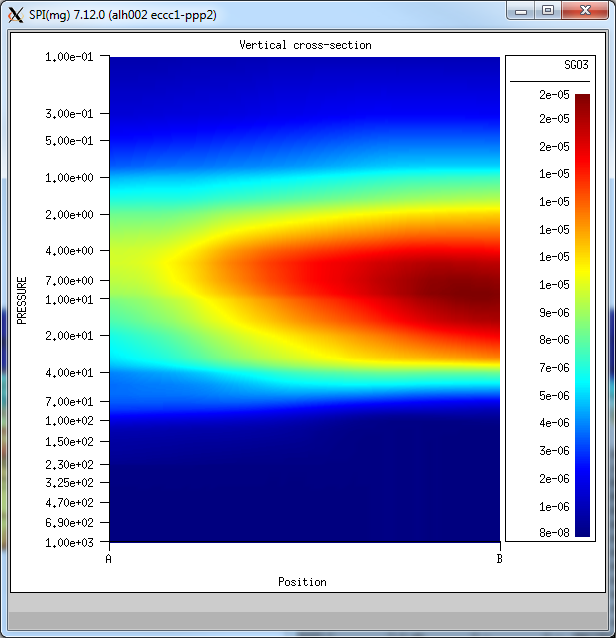 SPI(mg) 7.12.0 (alh002 eccc1-ppp2)
Vertical cross-section
1.00e-01
3.00e-01
5.00e-01
1.00e+00
2.00e+00
4.00e+00
7.00e+00
1.00e+01
2.00e+01
4.00e+01
7.00e+01
1.00e+02
1.50e+02
2.30e+02
3.25e+02
4.70e+02
6.90e+02
1.00e+03
PRESSURE
A
B
Position
SGO3
2e-05
2e-05
2e-05
1e-05
1e-05
1e-05
1e-05
1e-05
9e-06
8e-06
7e-06
5e-06
4e-06
3e-06
2e-06
1e-06
8e-08